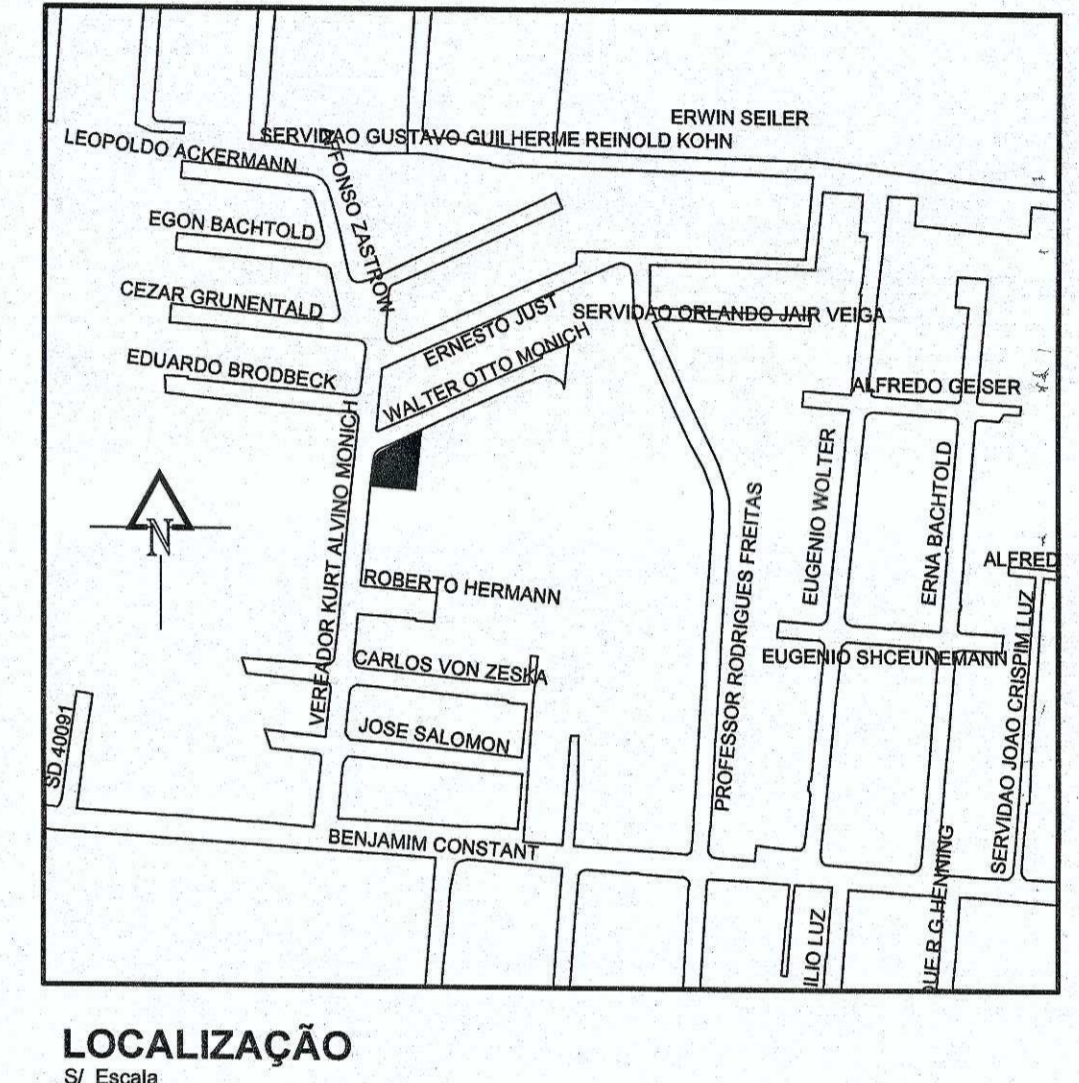 ERWIN SEILER
SERVIDAO GUSTAVO GUILHERME REINOLD KOHN
LEOPOLDO ACKERMANN
AFFONSO ZASTROW
EGON BACHTOLD
CEZAR GRUNENTALD
SERVIDAO ORLANDO JAIR VEIGA
ERNESTO JUST
WALTER OTTO MONICH
EDUARDO BRODBECK
ALFREDO GEISER
VEREADOR KURT ALVINO MONICH
EUGENIO WOLTER
ERNA BACHTOLD
PROFESSOR RODRIGUES FREITAS
N
ALFRED
ROBERTO HERMANN
SERVIDAO JOAO CRISPIM LUZ
EUGENIO SHCEUNEMANN
CARLOS VON ZESKA
SD 40091
JOSE SALOMON
BENJAMIM CONSTANT
ILIO LUZ
QUE R.G.HENNING
LOCALIZAÇÃO
S/ Escala